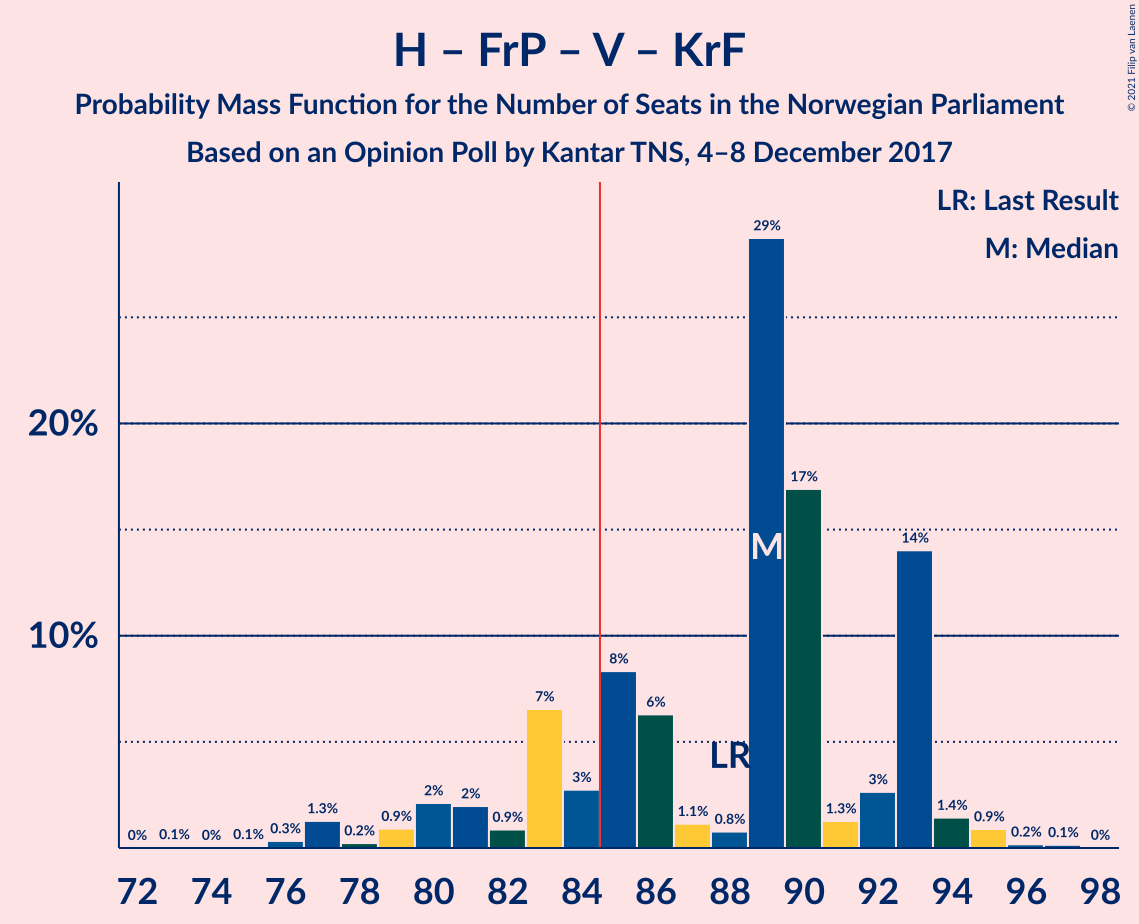 H – FrP – V – KrF
Probability Mass Function for the Number of Seats in the Norwegian Parliament
Based on an Opinion Poll by Kantar TNS, 4–8 December 2017
© 2021 Filip van Laenen
LR: Last Result
M: Median
20%
10%
0% 0.1% 0% 0.1% 0.3% 1.3% 0.2% 0.9% 2% 2% 0.9% 7% 3% 8% 6% 1.1% 0.8% 29% 17% 1.3% 3% 14% 1.4% 0.9% 0.2% 0.1% 0%
LR
M
72 74 76 78 80 82 84 86 88 90 92 94 96 98